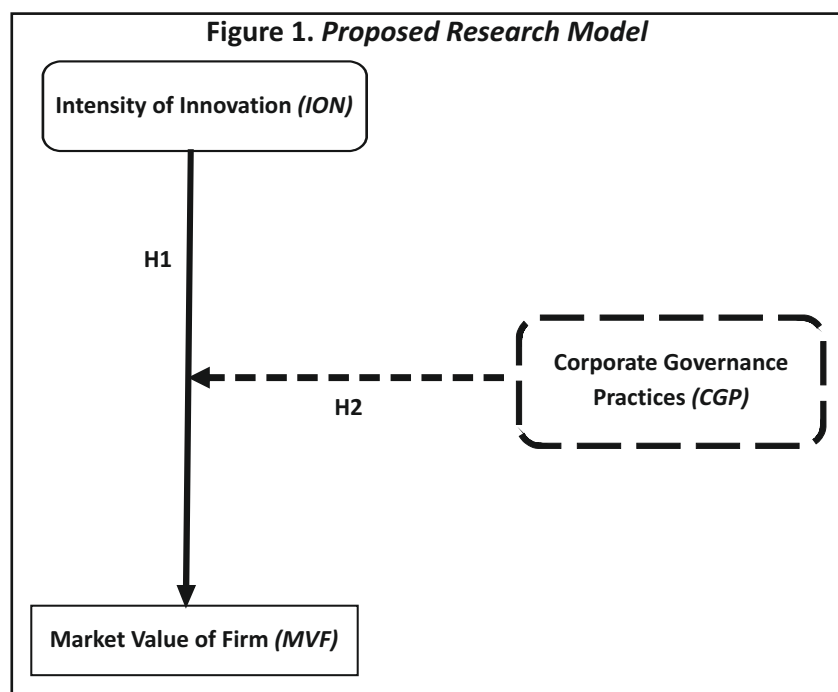 Figure 1. Proposed Research Model
Intensity of Innovation (ION)
H1
Corporate Governance
Practices (CGP)
H2
Market Value of Firm (MVF)